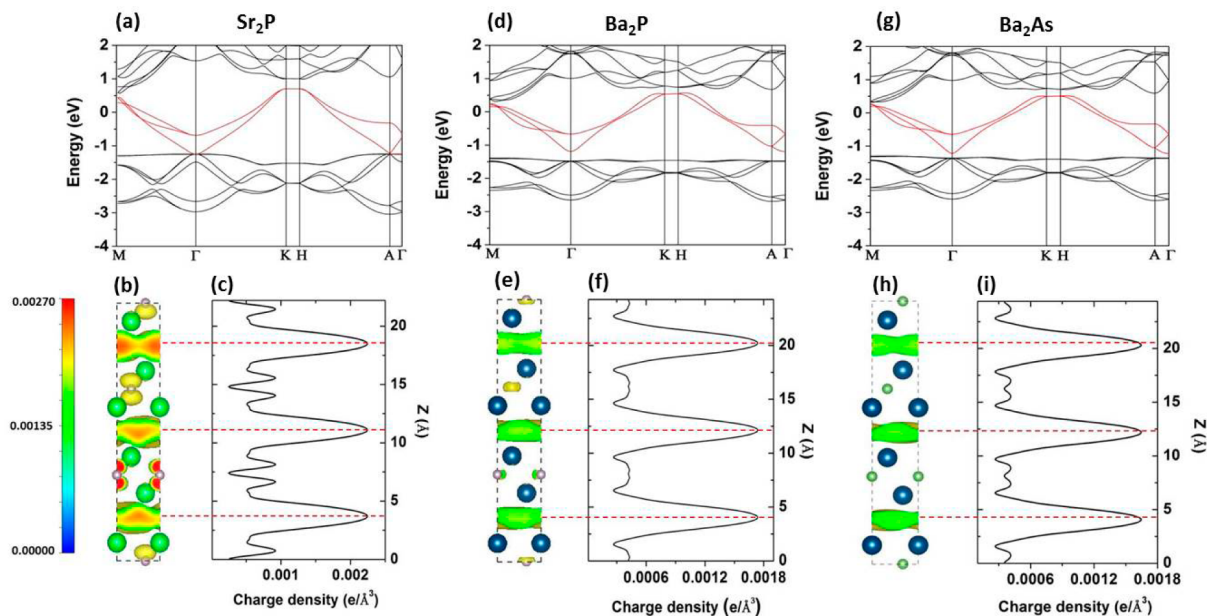 (a) Sr₂P (d) Ba₂P (g) Ba₂As
2 2 2
1 1 1
0 0 0
-1 -1 -1
-2 -2 -2
-3 -3 -3
-4 -4 -4
Energy (eV) Energy (eV) Energy (eV)
M Γ K H A Γ M Γ K H A Γ M Γ K H A Γ
(b) (c) (e) (f) (h) (i)
0.00270
0.00135
0.00000
20
15
10
5
0
Z (Å)
20
15
10
5
0
Z (Å)
20
15
10
5
0
Z (Å)
0.001 0.002 0.0006 0.0012 0.0018 0.0006 0.0012 0.0018
Charge density (e/Å³) Charge density (e/Å³) Charge density (e/Å³)